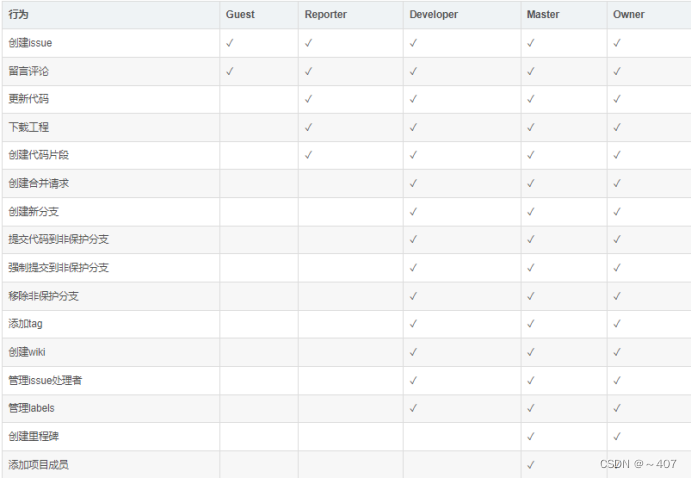 行为 Guest Reporter Developer Master Owner
创建issue ✓ ✓ ✓ ✓ ✓
留言评论 ✓ ✓ ✓ ✓ ✓
更新代码 ✓ ✓ ✓ ✓
下载工程 ✓ ✓ ✓ ✓
创建代码片段 ✓ ✓ ✓ ✓
创建合并请求 ✓ ✓ ✓
创建新分支 ✓ ✓ ✓
提交代码到非保护分支 ✓ ✓ ✓
强制提交到非保护分支 ✓ ✓ ✓
移除非保护分支 ✓ ✓ ✓
添加tag ✓ ✓ ✓
创建wiki ✓ ✓ ✓
管理issue处理者 ✓ ✓ ✓
管理labels ✓ ✓ ✓
创建里程碑 ✓ ✓
添加项目成员 ✓ ✓
CSDN @～407